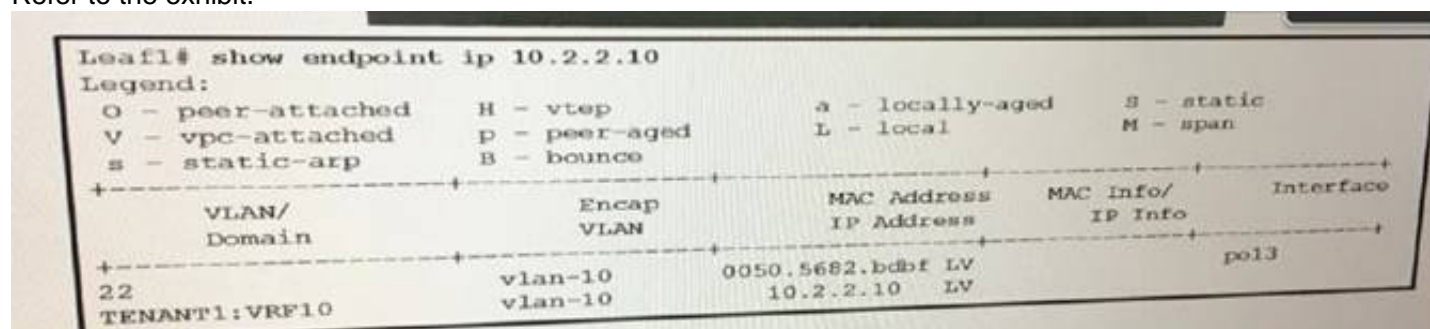 Refer to the exhibit.
Leaf1# show endpoint ip 10.2.2.10
Legend:
O - peer-attached H - vtep a - locally-aged S - static
V - vpc-attached p - peer-aged L - local M - span
s - static-arp B - bounce
VLAN/ Encap MAC Address MAC Info/ Interface
Domain VLAN IP Address IP Info
22 vlan-10 0050.5682.bdbf LV po13
TENANT1:VRF10 vlan-10 10.2.2.10 LV